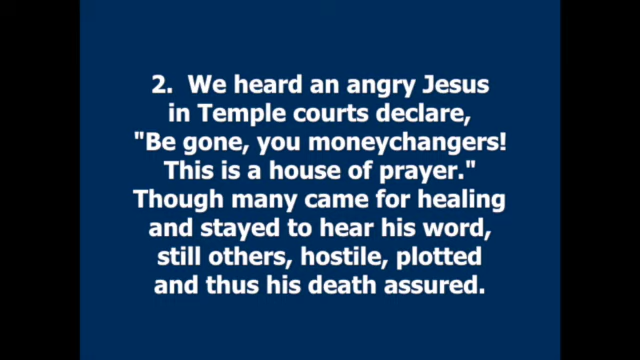 2.  We heard an angry Jesus
in Temple courts declare,
"Be gone, you moneychangers!
This is a house of prayer."
Though many came for healing
and stayed to hear his word,
still others, hostile, plotted
and thus his death assured.